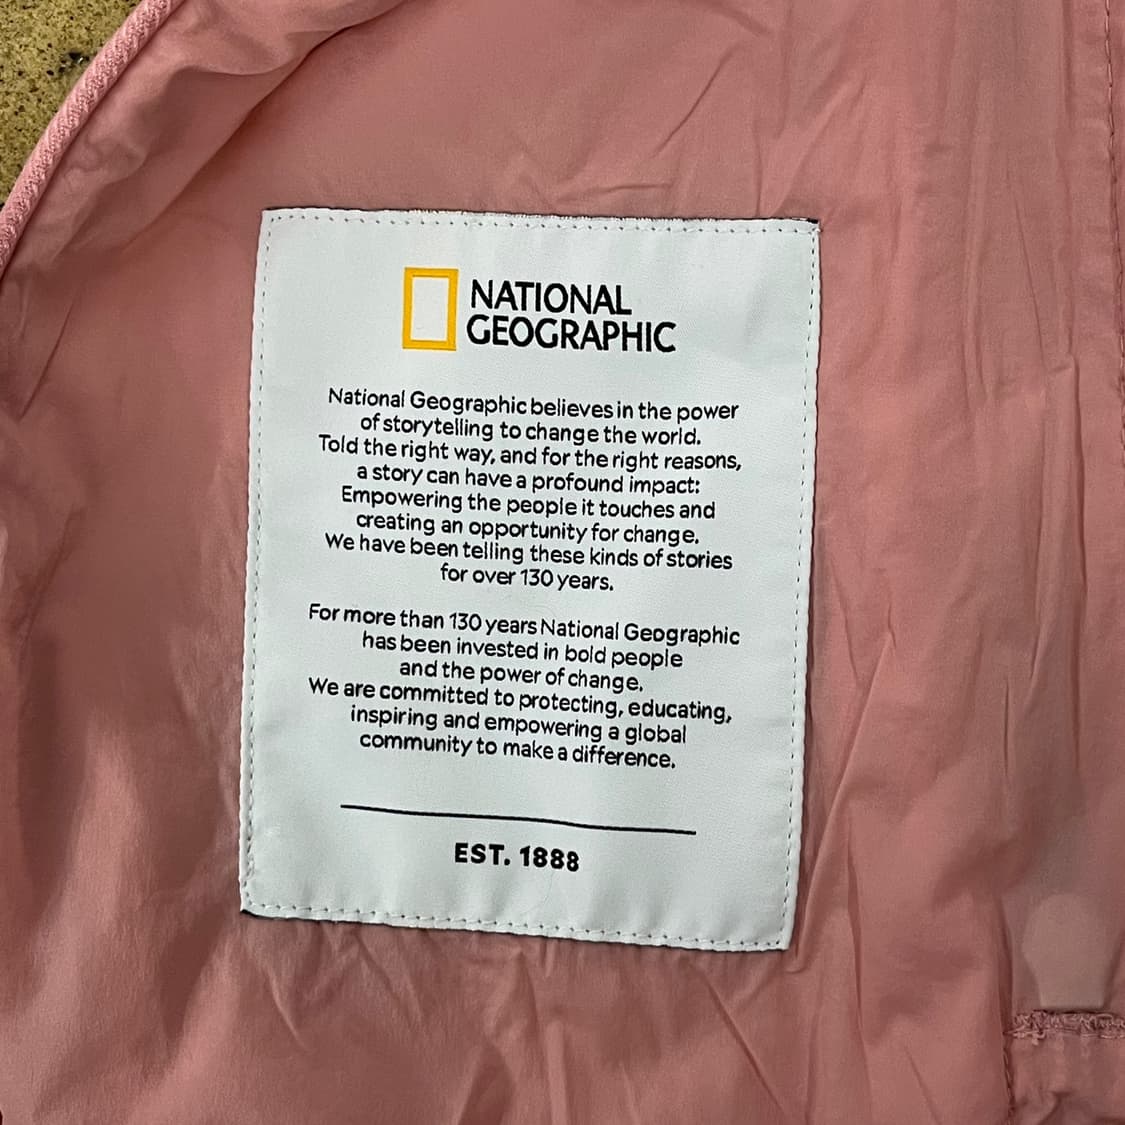 NATIONAL
GEOGRAPHIC
National Geographic believes in the power
of storytelling to change the world.
Told the right way, and for the right reasons,
a story can have a profound impact:
Empowering the people it touches and
creating an opportunity for change.
We have been telling these kinds of stories
for over 130 years.
For more than 130 years National Geographic
has been invested in bold people
and the power of change.
We are committed to protecting, educating,
inspiring and empowering a global
community to make a difference.
EST. 1888